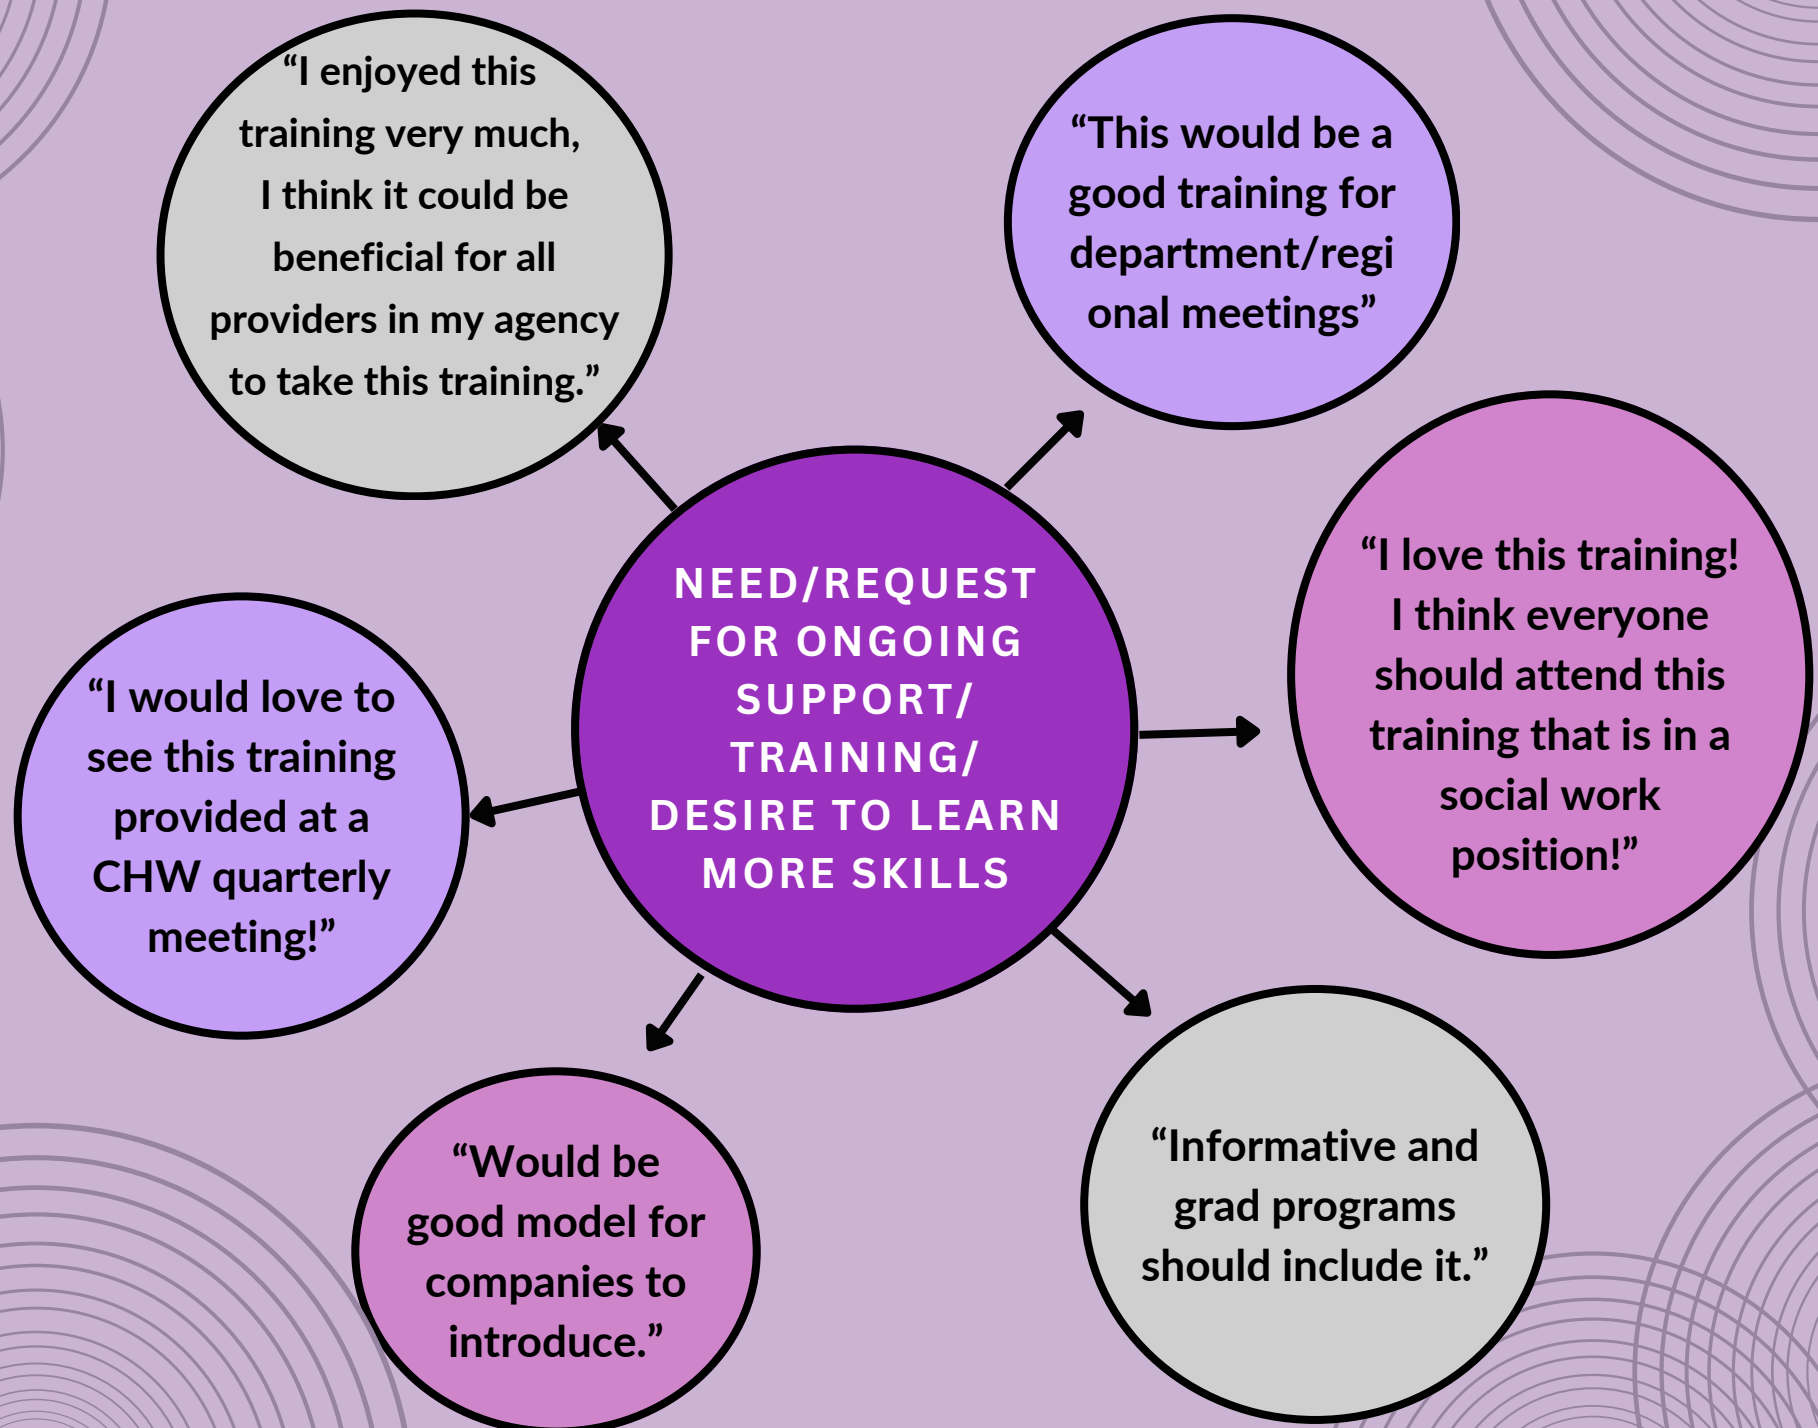 “I enjoyed this
training very much,
I think it could be
beneficial for all
providers in my agency
to take this training.”
“This would be a
good training for
department/regi
onal meetings”
NEED/REQUEST
FOR ONGOING
SUPPORT/
TRAINING/
DESIRE TO LEARN
MORE SKILLS
“I love this training!
I think everyone
should attend this
training that is in a
social work
position!”
“I would love to
see this training
provided at a
CHW quarterly
meeting!”
“Would be
good model for
companies to
introduce.”
“Informative and
grad programs
should include it.”